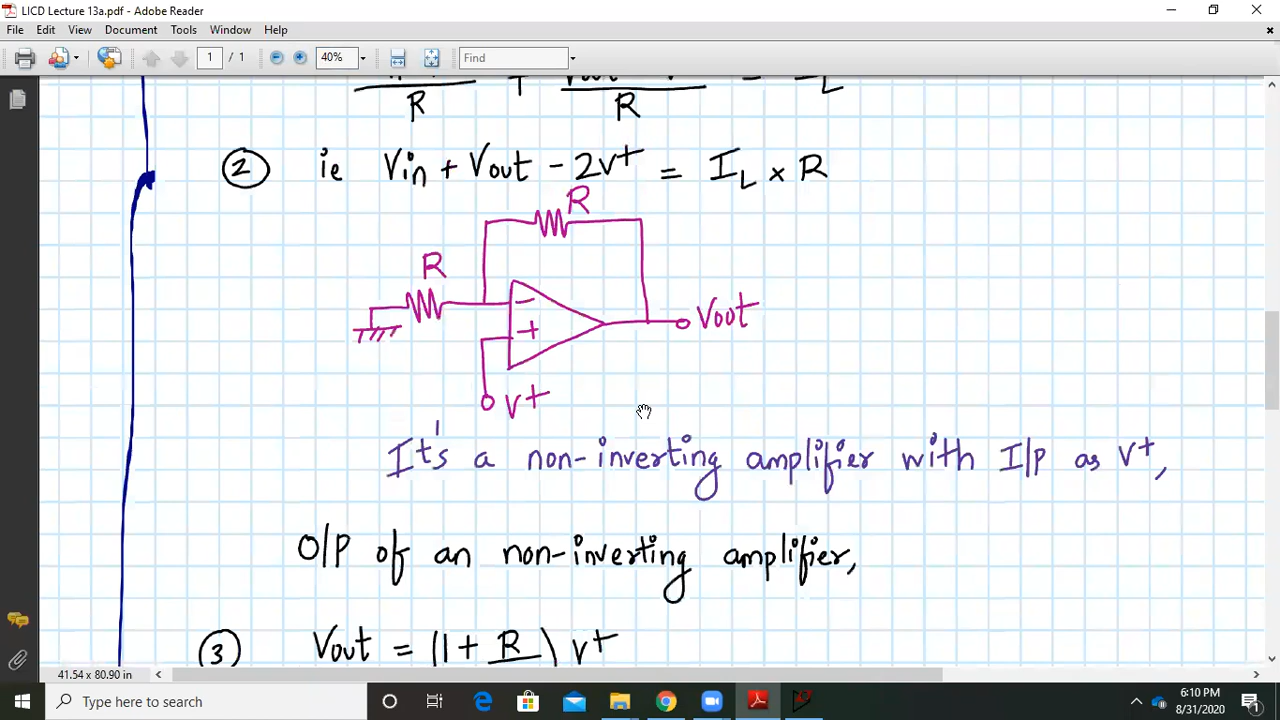 LICD Lecture 13a.pdf - Adobe Reader
File Edit View Document Tools Window Help
1 / 1 40% Find
R R
② ie Vin + Vout - 2V+ = IL × R
R
R
-
+
Vout
V+
It's a non-inverting amplifier with I/P as V+,
O/P of an non-inverting amplifier,
③ Vout = (1 + R ) V+
41.54 x 80.90 in
Type here to search
6:10 PM
8/31/2020
1